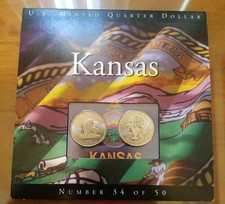 U.S. Minted Quarter Dollar
Kansas
KANSAS
Number 34 of 50